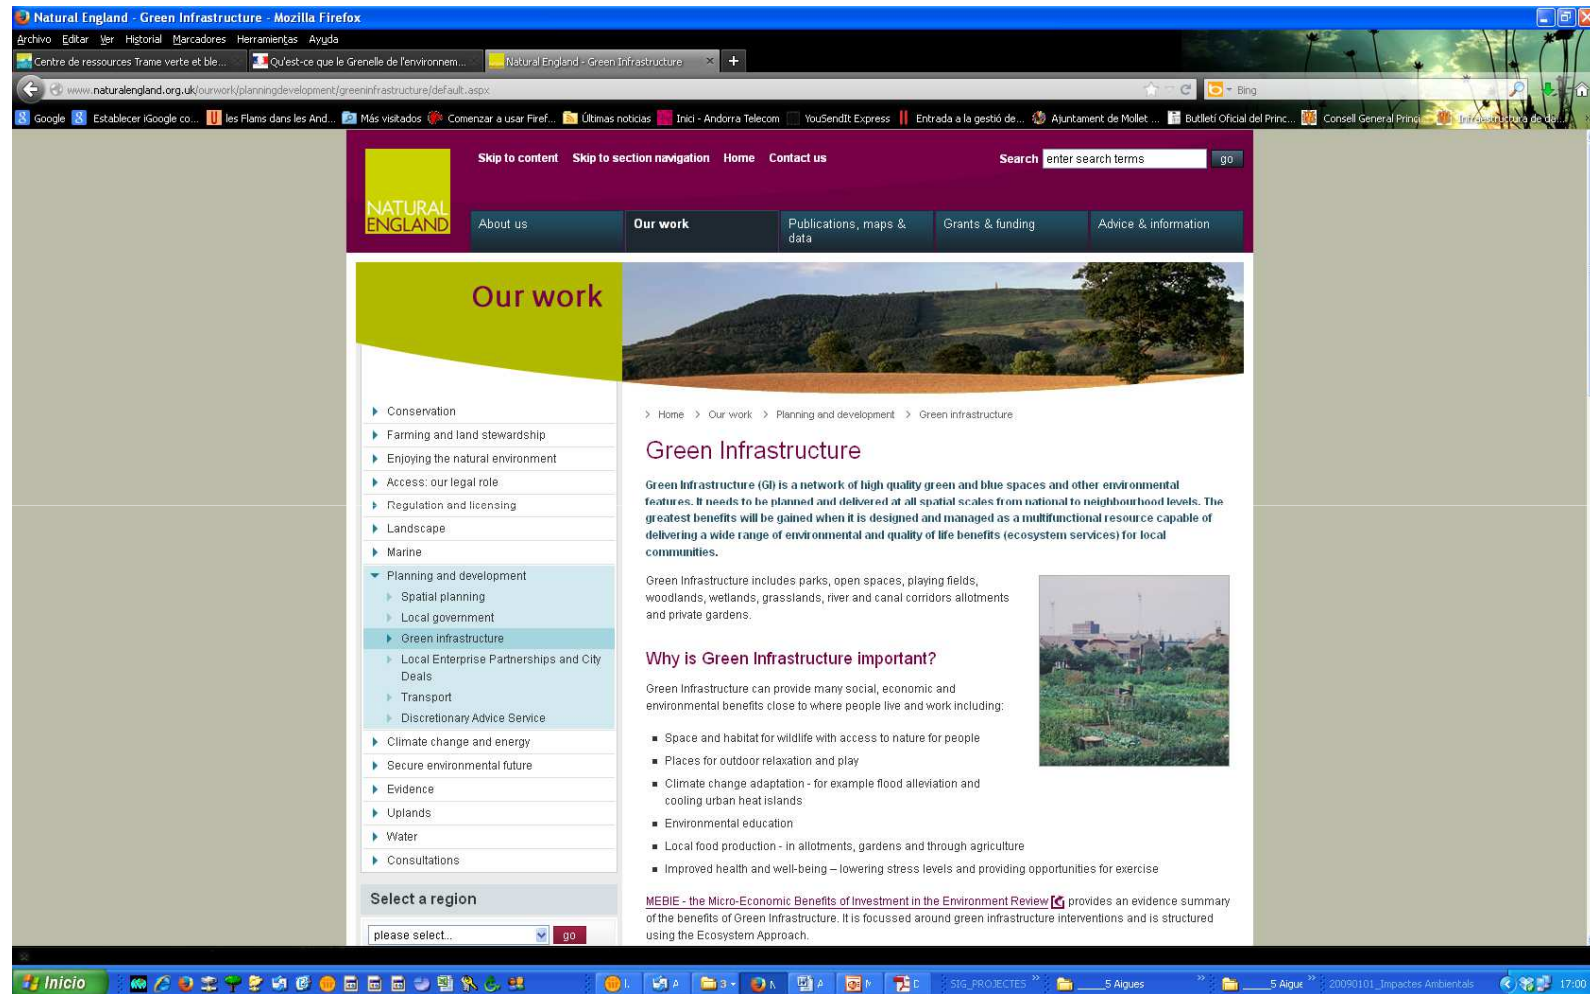 Natural England - Green Infrastructure - Mozilla Firefox
Archivo Editar Ver Historial Marcadores Herramientas Ayuda
Centre de ressources Trame verte et ble... Qu'est-ce que le Grenelle de l'environnem... Natural England - Green Infrastructure
www.naturalengland.org.uk/ourwork/planningdevelopment/greeninfrastructure/default.aspx Bing
Google Establecer iGoogle co... les Flams dans les And... Más visitados Comenzar a usar Firef... Últimas noticias Inici - Andorra Telecom YouSendIt Express Entrada a la gestió de... Ajuntament de Mollet ... Butlletí Oficial del Princ... Consell General Princi... Infraestructura de da...
Skip to content Skip to section navigation Home Contact us Search enter search terms go
NATURAL
ENGLAND
About us Our work Publications, maps & data Grants & funding Advice & information
Our work
Conservation
Farming and land stewardship
Enjoying the natural environment
Access: our legal role
Regulation and licensing
Landscape
Marine
Planning and development
Spatial planning
Local government
Green infrastructure
Local Enterprise Partnerships and City
Deals
Transport
Discretionary Advice Service
Climate change and energy
Secure environmental future
Evidence
Uplands
Water
Consultations
Select a region
please select... go
> Home > Our work > Planning and development > Green infrastructure
Green Infrastructure
Green Infrastructure (GI) is a network of high quality green and blue spaces and other environmental
features. It needs to be planned and delivered at all spatial scales from national to neighbourhood levels. The
greatest benefits will be gained when it is designed and managed as a multifunctional resource capable of
delivering a wide range of environmental and quality of life benefits (ecosystem services) for local
communities.
Green Infrastructure includes parks, open spaces, playing fields,
woodlands, wetlands, grasslands, river and canal corridors allotments
and private gardens.
Why is Green Infrastructure important?
Green Infrastructure can provide many social, economic and
environmental benefits close to where people live and work including:
Space and habitat for wildlife with access to nature for people
Places for outdoor relaxation and play
Climate change adaptation - for example flood alleviation and
cooling urban heat islands
Environmental education
Local food production - in allotments, gardens and through agriculture
Improved health and well-being – lowering stress levels and providing opportunities for exercise
MEBIE - the Micro-Economic Benefits of Investment in the Environment Review provides an evidence summary
of the benefits of Green Infrastructure. It is focussed around green infrastructure interventions and is structured
using the Ecosystem Approach.
Inicio SIG_PROJECTES ____5 Aigues ____5 Aigue 20090101_Impactes Ambientals 17:00